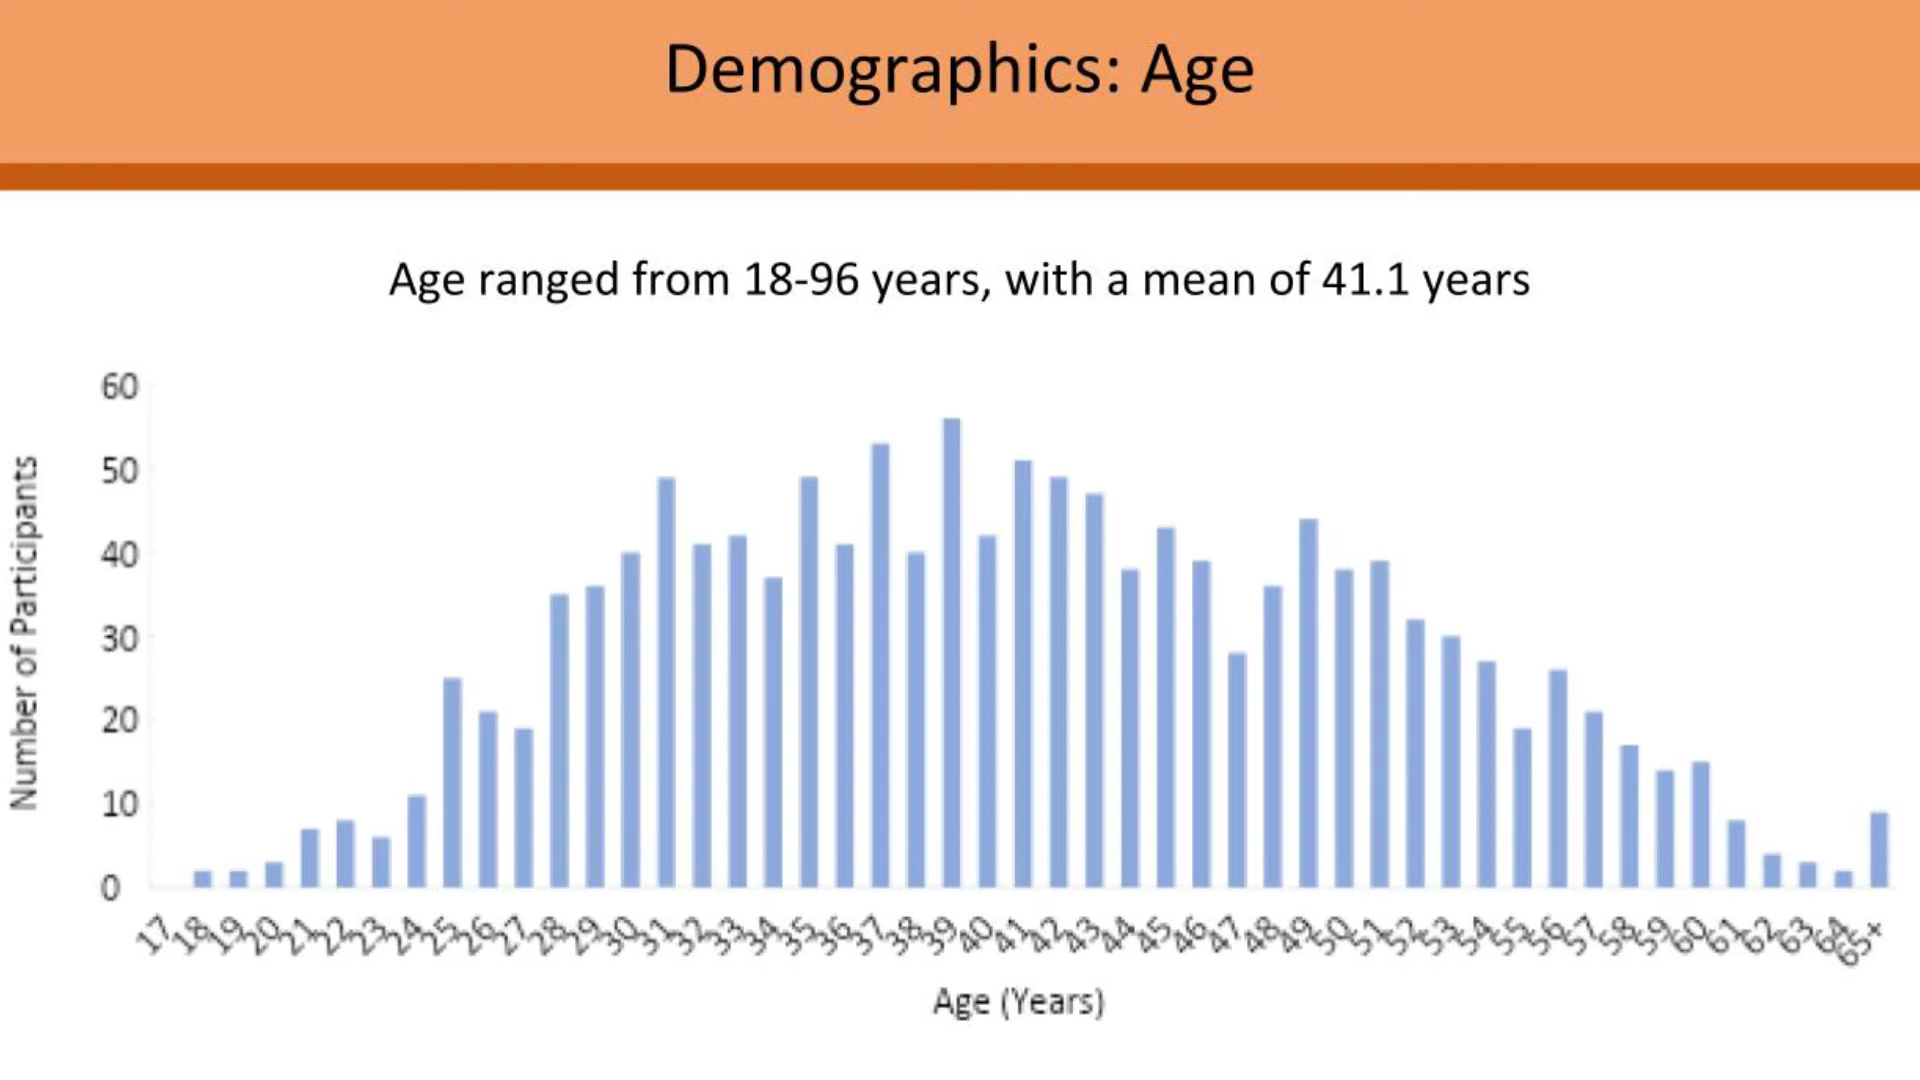 Demographics: Age
Age ranged from 18-96 years, with a mean of 41.1 years
60
50
40
30
20
10
0
Number of Participants
17 18 19 20 21 22 23 24 25 26 27 28 29 30 31 32 33 34 35 36 37 38 39 40 41 42 43 44 45 46 47 48 49 50 51 52 53 54 55 56 57 58 59 60 61 62 63 64 65+
Age (Years)